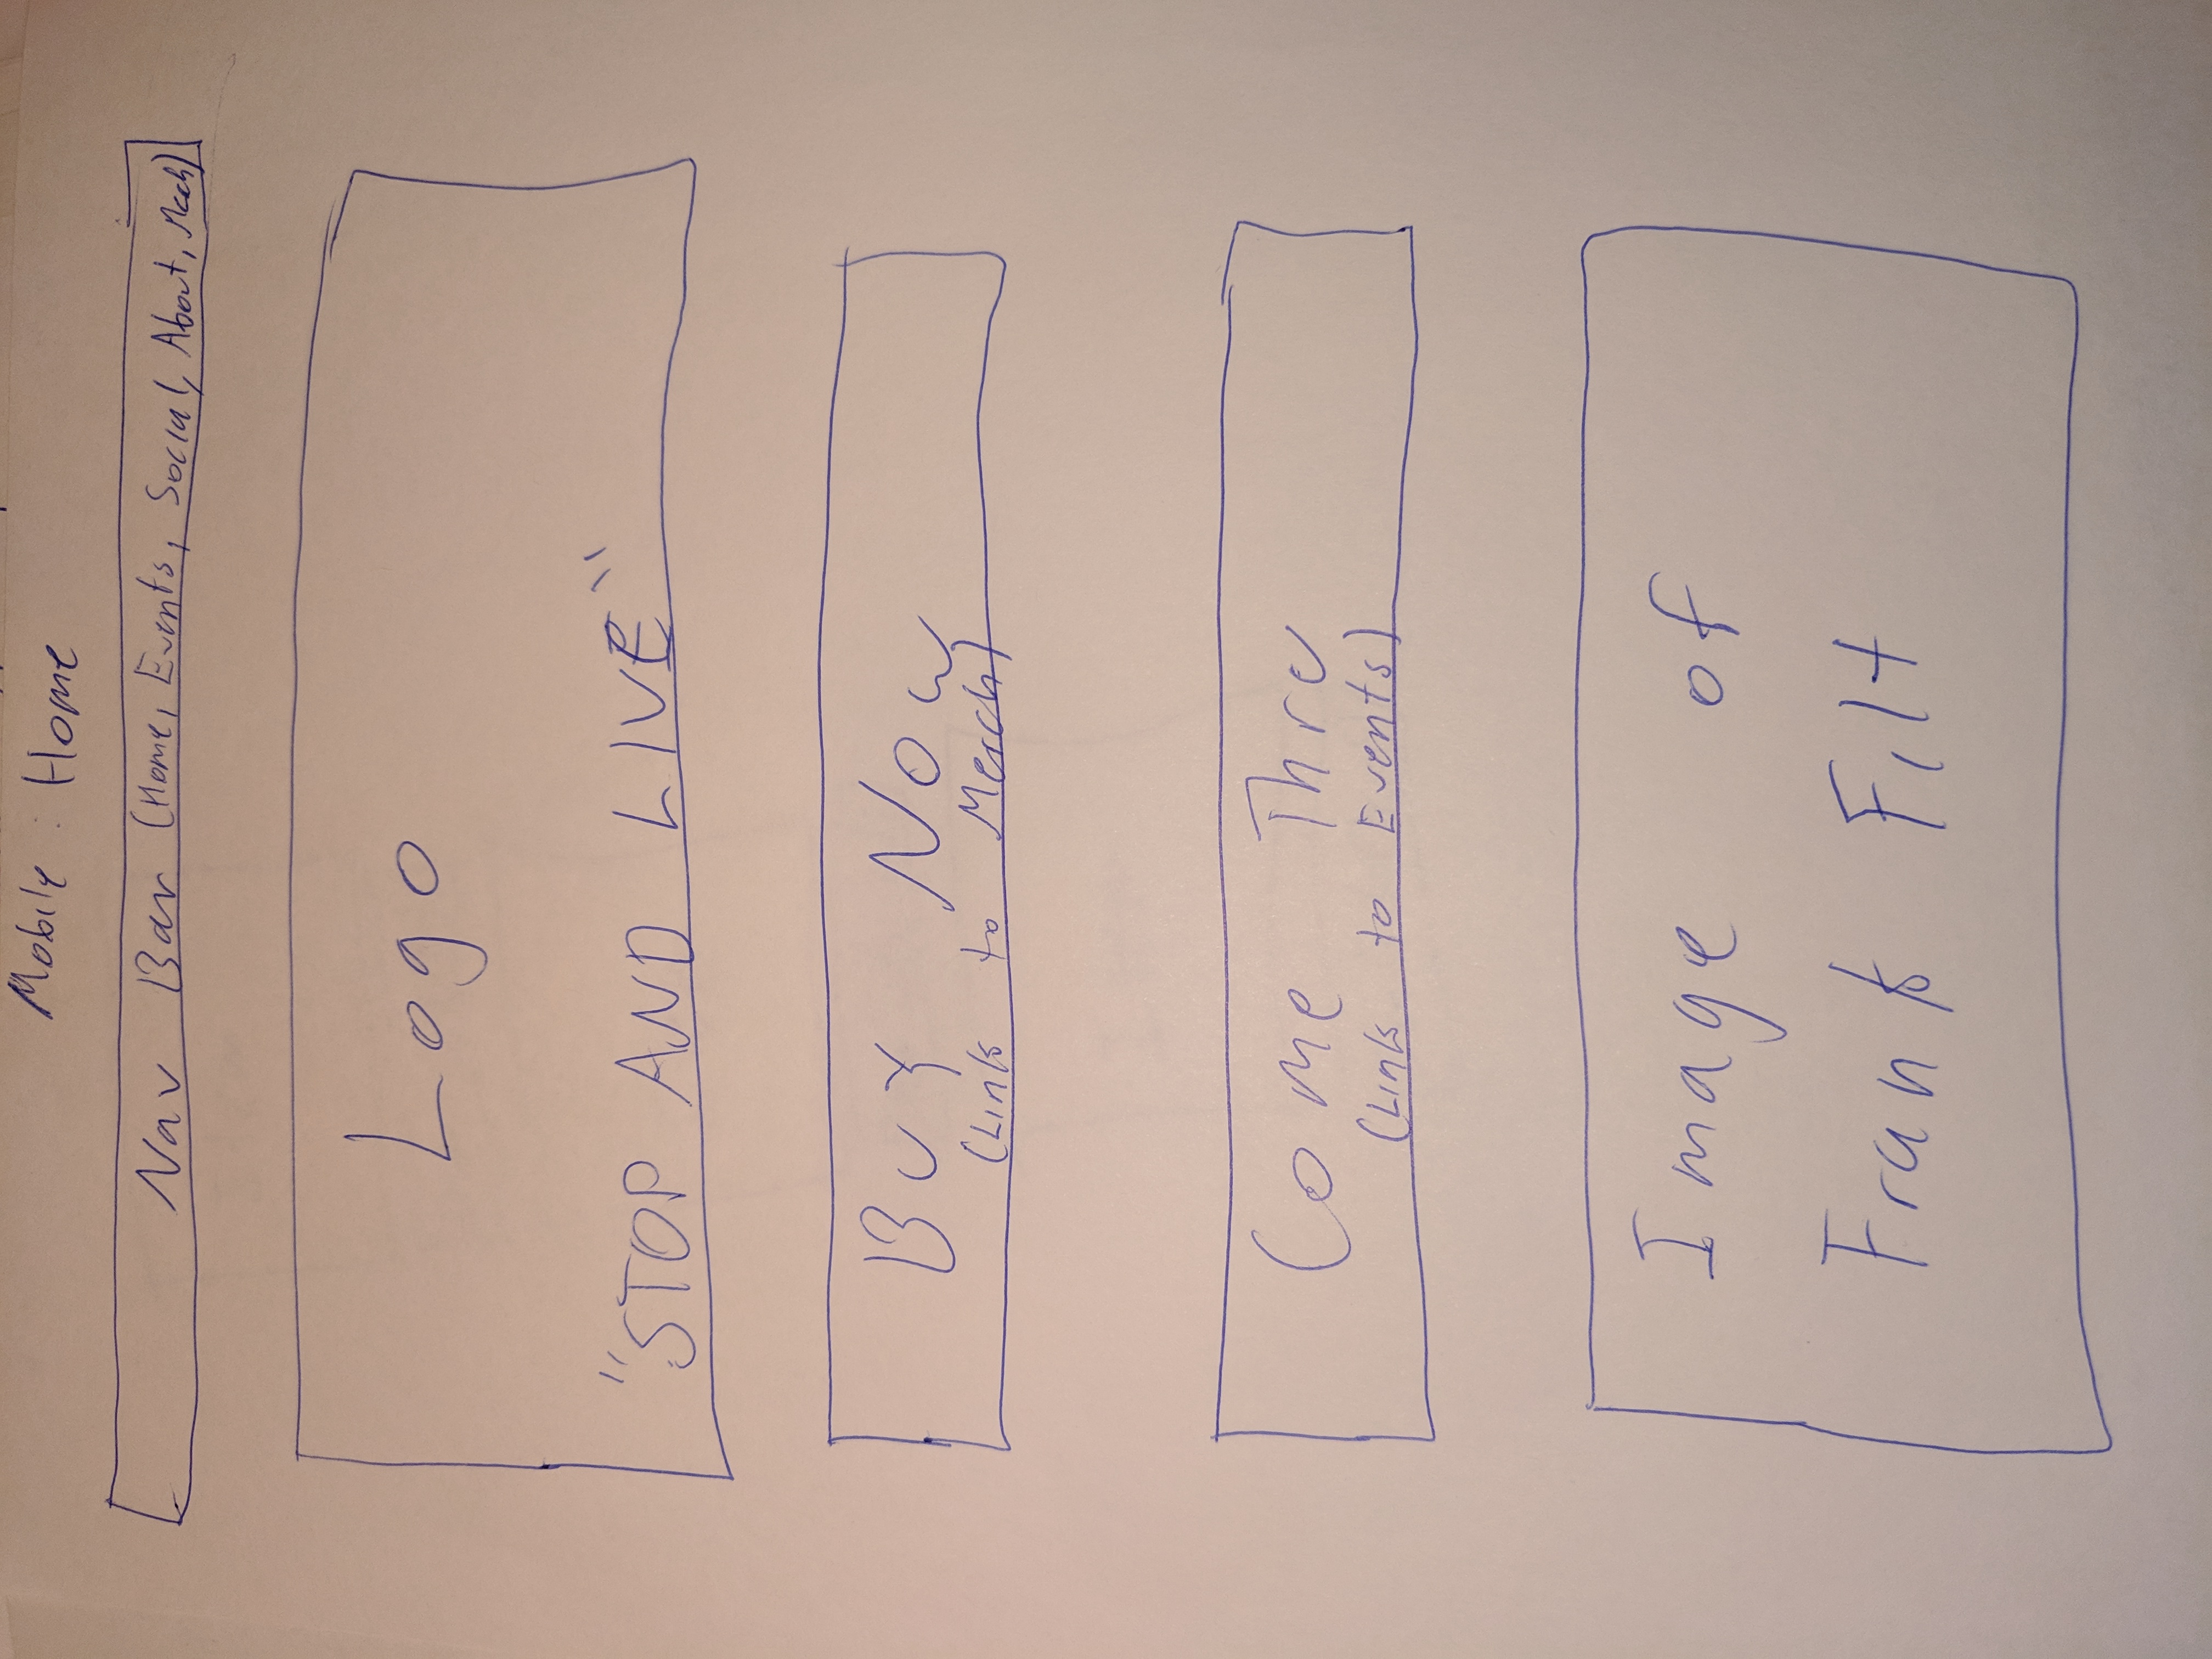 Mobile : Home
Nav Bar (Home, Events, Social, About, Merch)
Logo
"STOP AND LIVE"
Buy Now
(Links to Merch)
Come Thru
(Links to Events)
Image of
Frank Filt